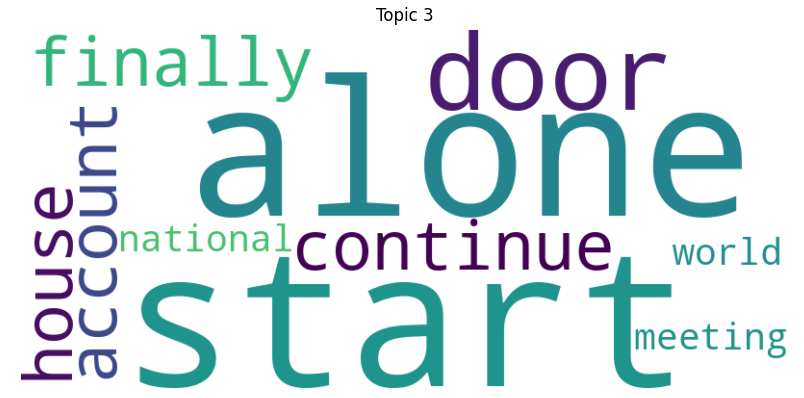 Topic 3
finally
door
alone
account
house
national
continue
world
start
meeting